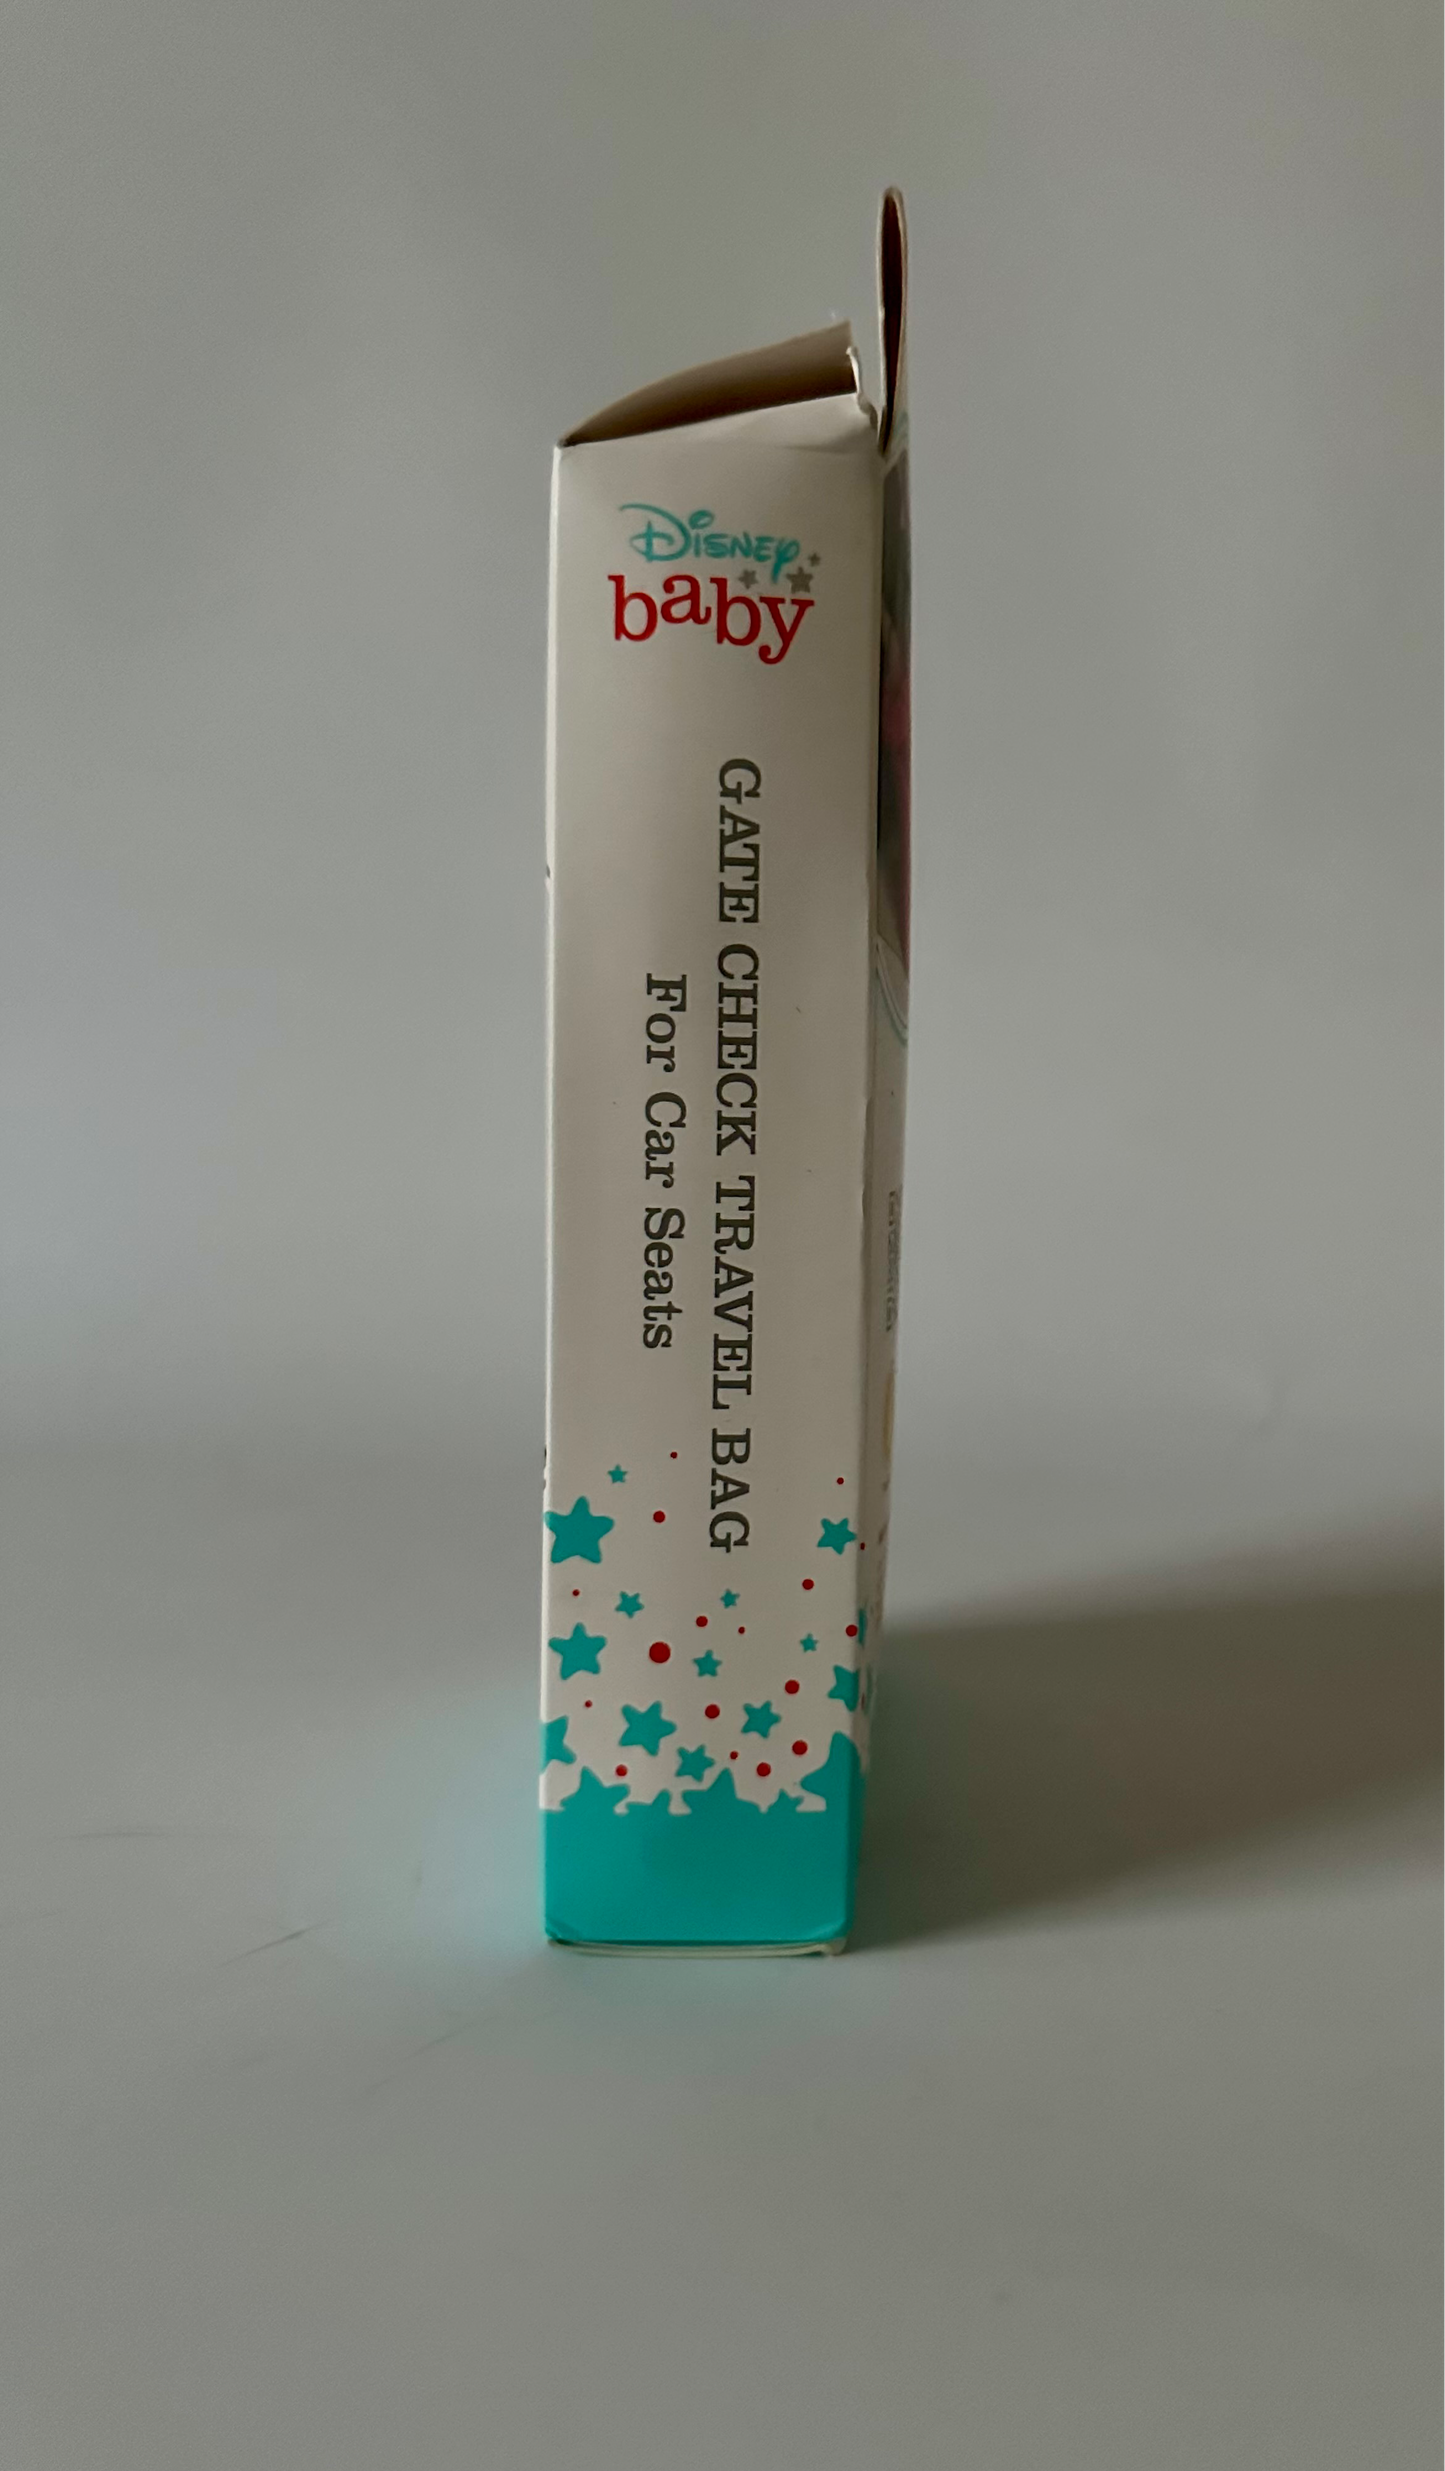 Disney
baby
GATE CHECK TRAVEL BAG
For Car Seats